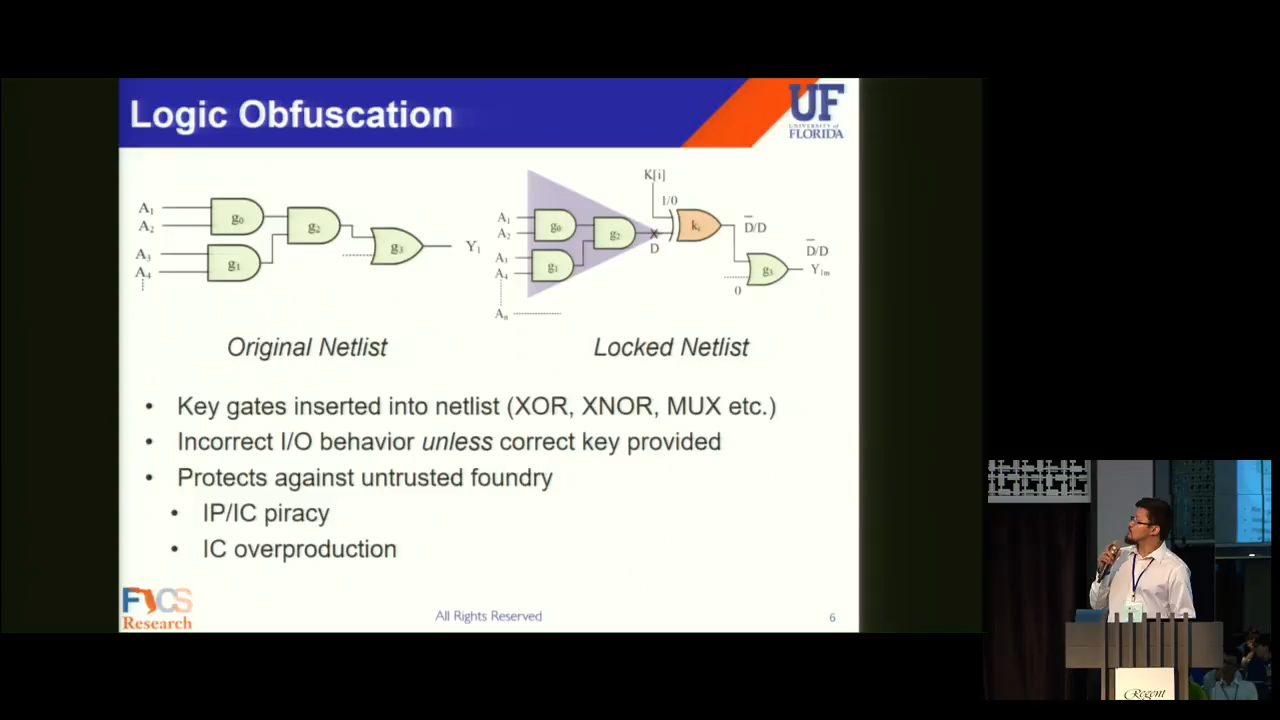 Logic Obfuscation
UF
UNIVERSITY of
FLORIDA
A1
A2
A3
A4
g0
g1
g2
g3
Y1
K[i]
1/0
A1
A2
A3
A4
An
g0
g1
g2
D
ki
D̅/D
g3
0
D̅/D
Y1m
Original Netlist
Locked Netlist
• Key gates inserted into netlist (XOR, XNOR, MUX etc.)
• Incorrect I/O behavior unless correct key provided
• Protects against untrusted foundry
• IP/IC piracy
• IC overproduction
FICS
Research
All Rights Reserved
6
Regent